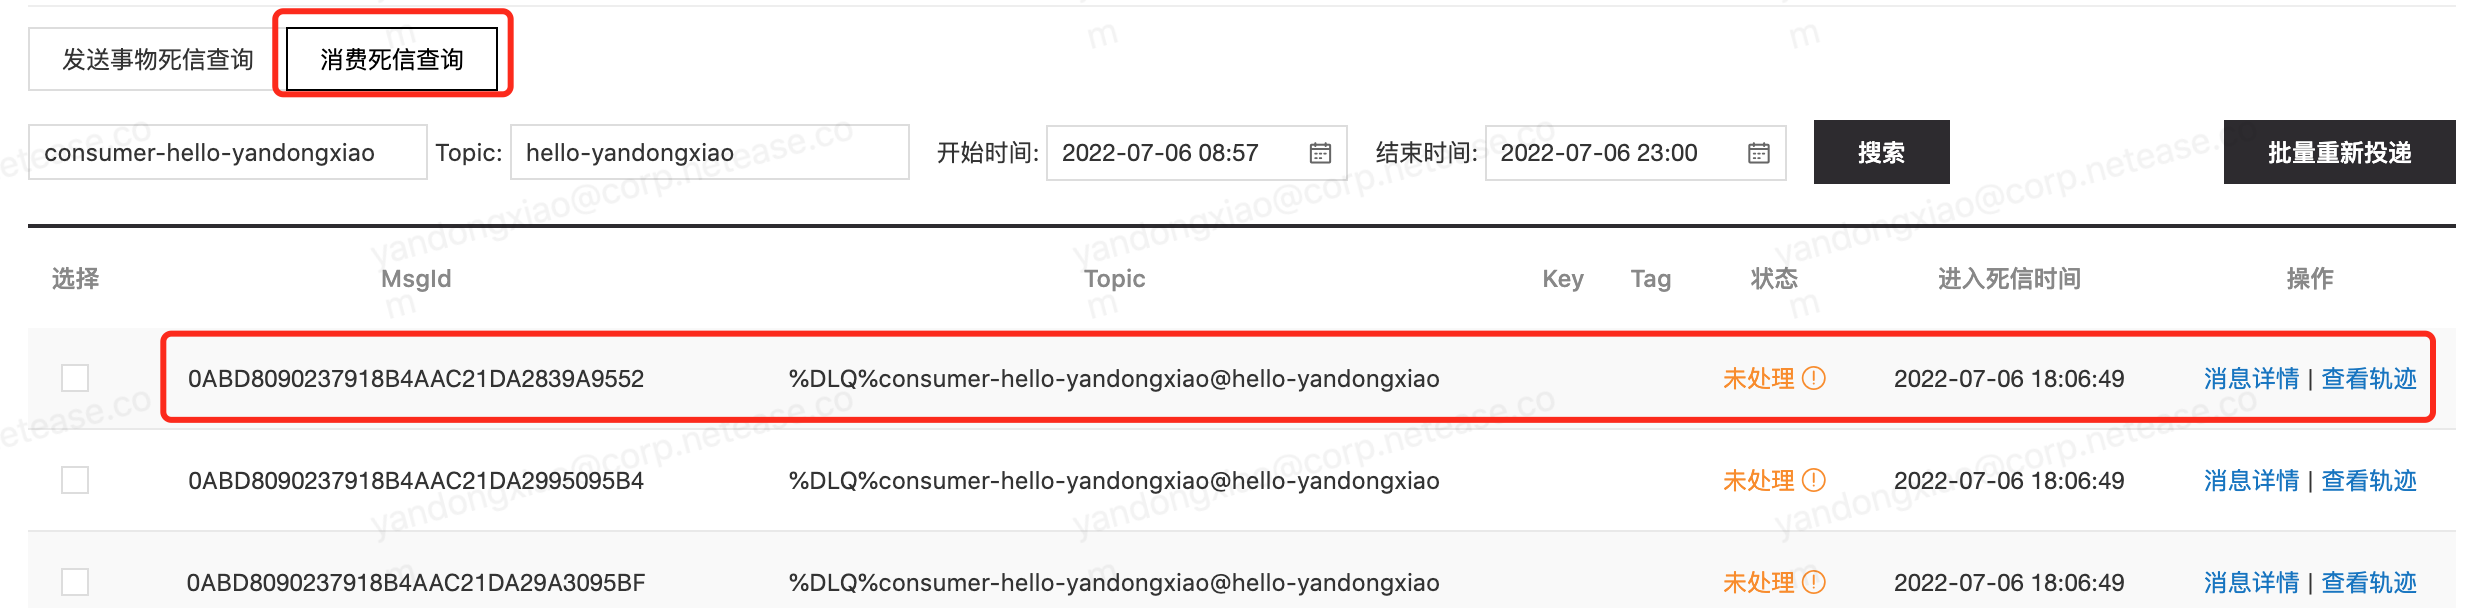 发送事物死信查询 消费死信查询
consumer-hello-yandongxiao Topic: hello-yandongxiao 开始时间: 2022-07-06 08:57 结束时间: 2022-07-06 23:00 搜索 批量重新投递
选择 MsgId Topic Key Tag 状态 进入死信时间 操作
0ABD8090237918B4AAC21DA2839A9552 %DLQ%consumer-hello-yandongxiao@hello-yandongxiao 未处理 2022-07-06 18:06:49 消息详情 | 查看轨迹
0ABD8090237918B4AAC21DA2995095B4 %DLQ%consumer-hello-yandongxiao@hello-yandongxiao 未处理 2022-07-06 18:06:49 消息详情 | 查看轨迹
0ABD8090237918B4AAC21DA29A3095BF %DLQ%consumer-hello-yandongxiao@hello-yandongxiao 未处理 2022-07-06 18:06:49 消息详情 | 查看轨迹
yandongxiao@corp.netease.com